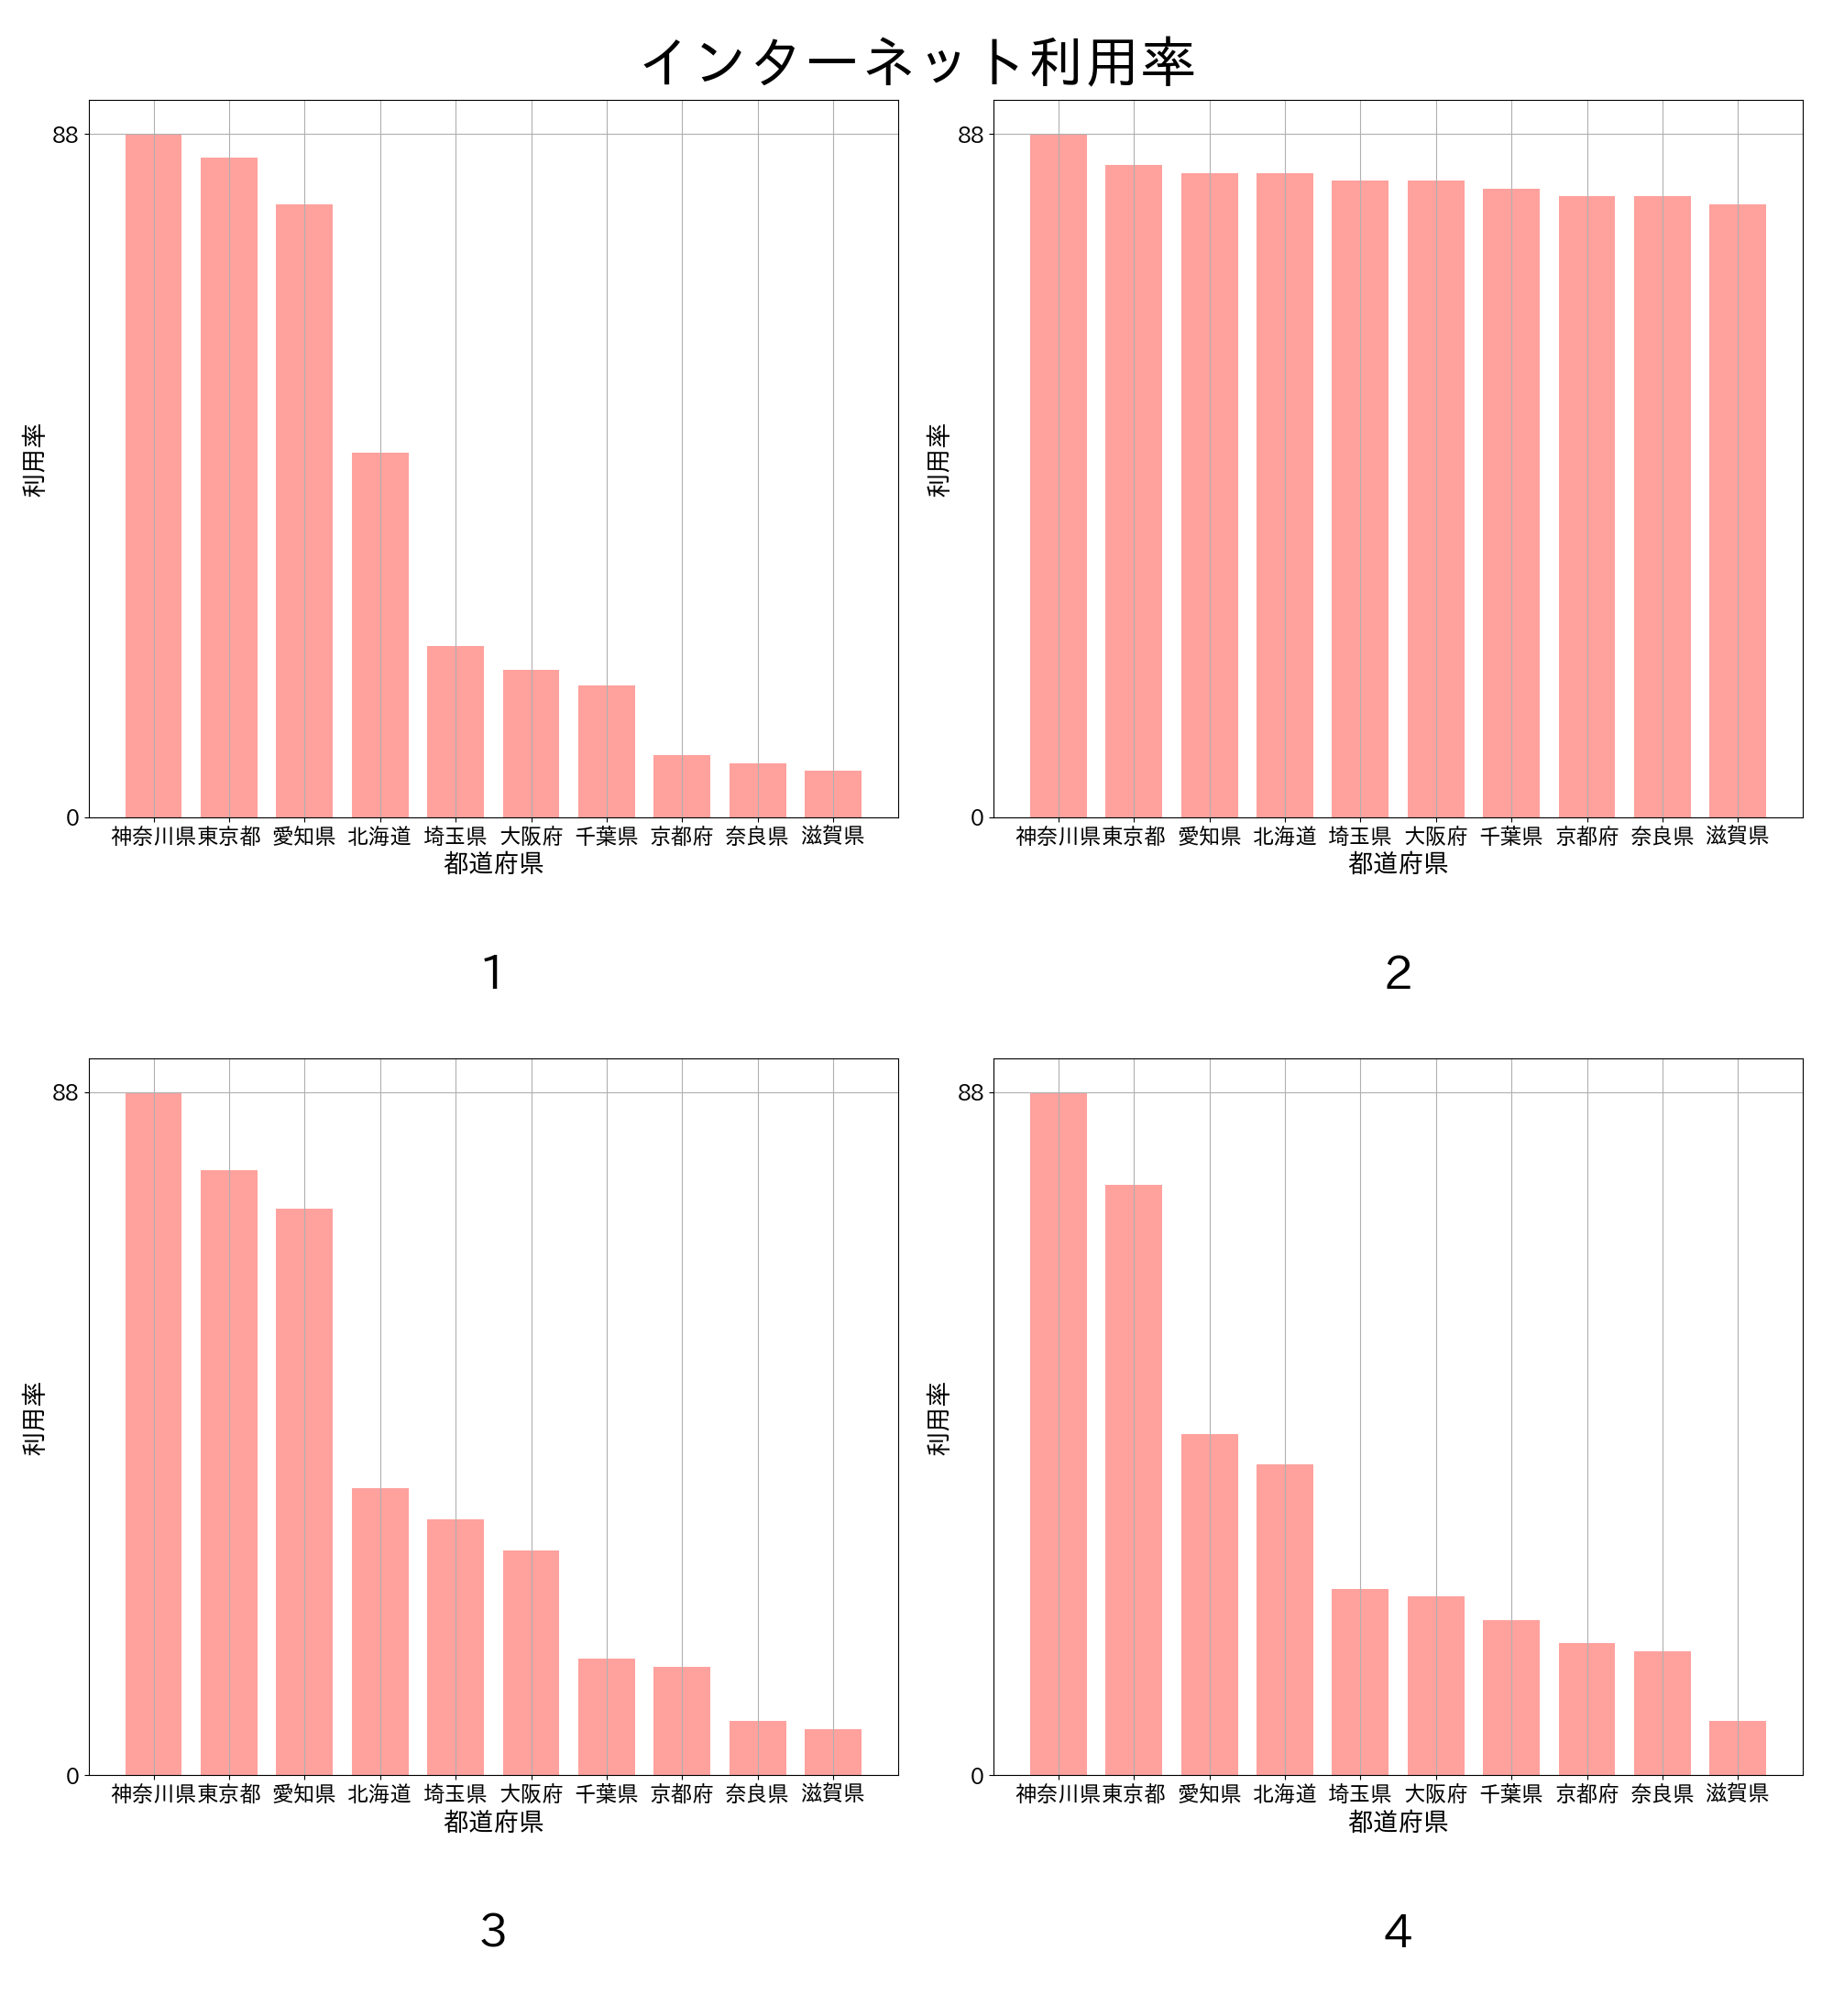 インターネット利用率
88
0
利用率
神奈川県 東京都 愛知県 北海道 埼玉県 大阪府 千葉県 京都府 奈良県 滋賀県
都道府県
1
88
0
利用率
神奈川県 東京都 愛知県 北海道 埼玉県 大阪府 千葉県 京都府 奈良県 滋賀県
都道府県
2
88
0
利用率
神奈川県 東京都 愛知県 北海道 埼玉県 大阪府 千葉県 京都府 奈良県 滋賀県
都道府県
3
88
0
利用率
神奈川県 東京都 愛知県 北海道 埼玉県 大阪府 千葉県 京都府 奈良県 滋賀県
都道府県
4